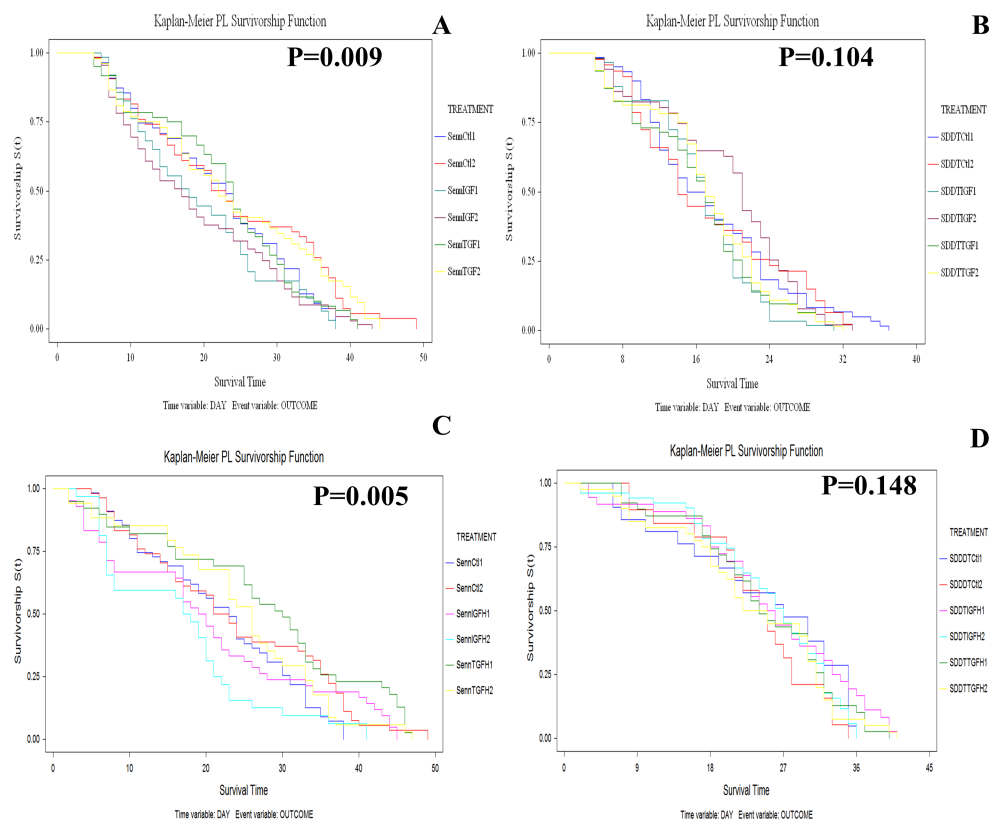 A
Kaplan-Meier PL Survivorship Function
P=0.009
1.00
0.75
0.50
0.25
0.00
Survivorship S(t)
0 10 20 30 40 50
Survival Time
Time variable: DAY Event variable: OUTCOME
TREATMENT
SennCtl1
SennCtl2
SennIGF1
SennIGF2
SennTGF1
SennTGF2
B
Kaplan-Meier PL Survivorship Function
P=0.104
1.00
0.75
0.50
0.25
0.00
Survivorship S(t)
0 8 16 24 32 40
Survival Time
Time variable: DAY Event variable: OUTCOME
TREATMENT
SDDTCtl1
SDDTCtl2
SDDTIGF1
SDDTIGF2
SDDTTGF1
SDDTTGF2
C
Kaplan-Meier PL Survivorship Function
P=0.005
1.00
0.75
0.50
0.25
0.00
Survivorship S(t)
0 10 20 30 40 50
Survival Time
Time variable: DAY Event variable: OUTCOME
TREATMENT
SennCtl1
SennCtl2
SennIGFH1
SennIGFH2
SennTGFH1
SennTGFH2
D
Kaplan-Meier PL Survivorship Function
P=0.148
1.00
0.75
0.50
0.25
0.00
Survivorship S(t)
0 9 18 27 36 45
Survival Time
Time variable: DAY Event variable: OUTCOME
TREATMENT
SDDDTCtl1
SDDDTCtl2
SDDTIGFH1
SDDTIGFH2
SDDTTGFH1
SDDTTGFH2